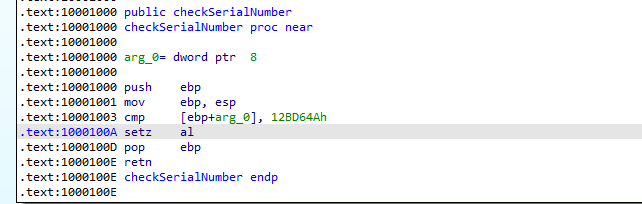 .text:10001000 public checkSerialNumber
.text:10001000 checkSerialNumber proc near
.text:10001000
.text:10001000 arg_0= dword ptr  8
.text:10001000
.text:10001000 push    ebp
.text:10001001 mov     ebp, esp
.text:10001003 cmp     [ebp+arg_0], 12BD64Ah
.text:1000100A setz    al
.text:1000100D pop     ebp
.text:1000100E retn
.text:1000100E checkSerialNumber endp
.text:1000100E